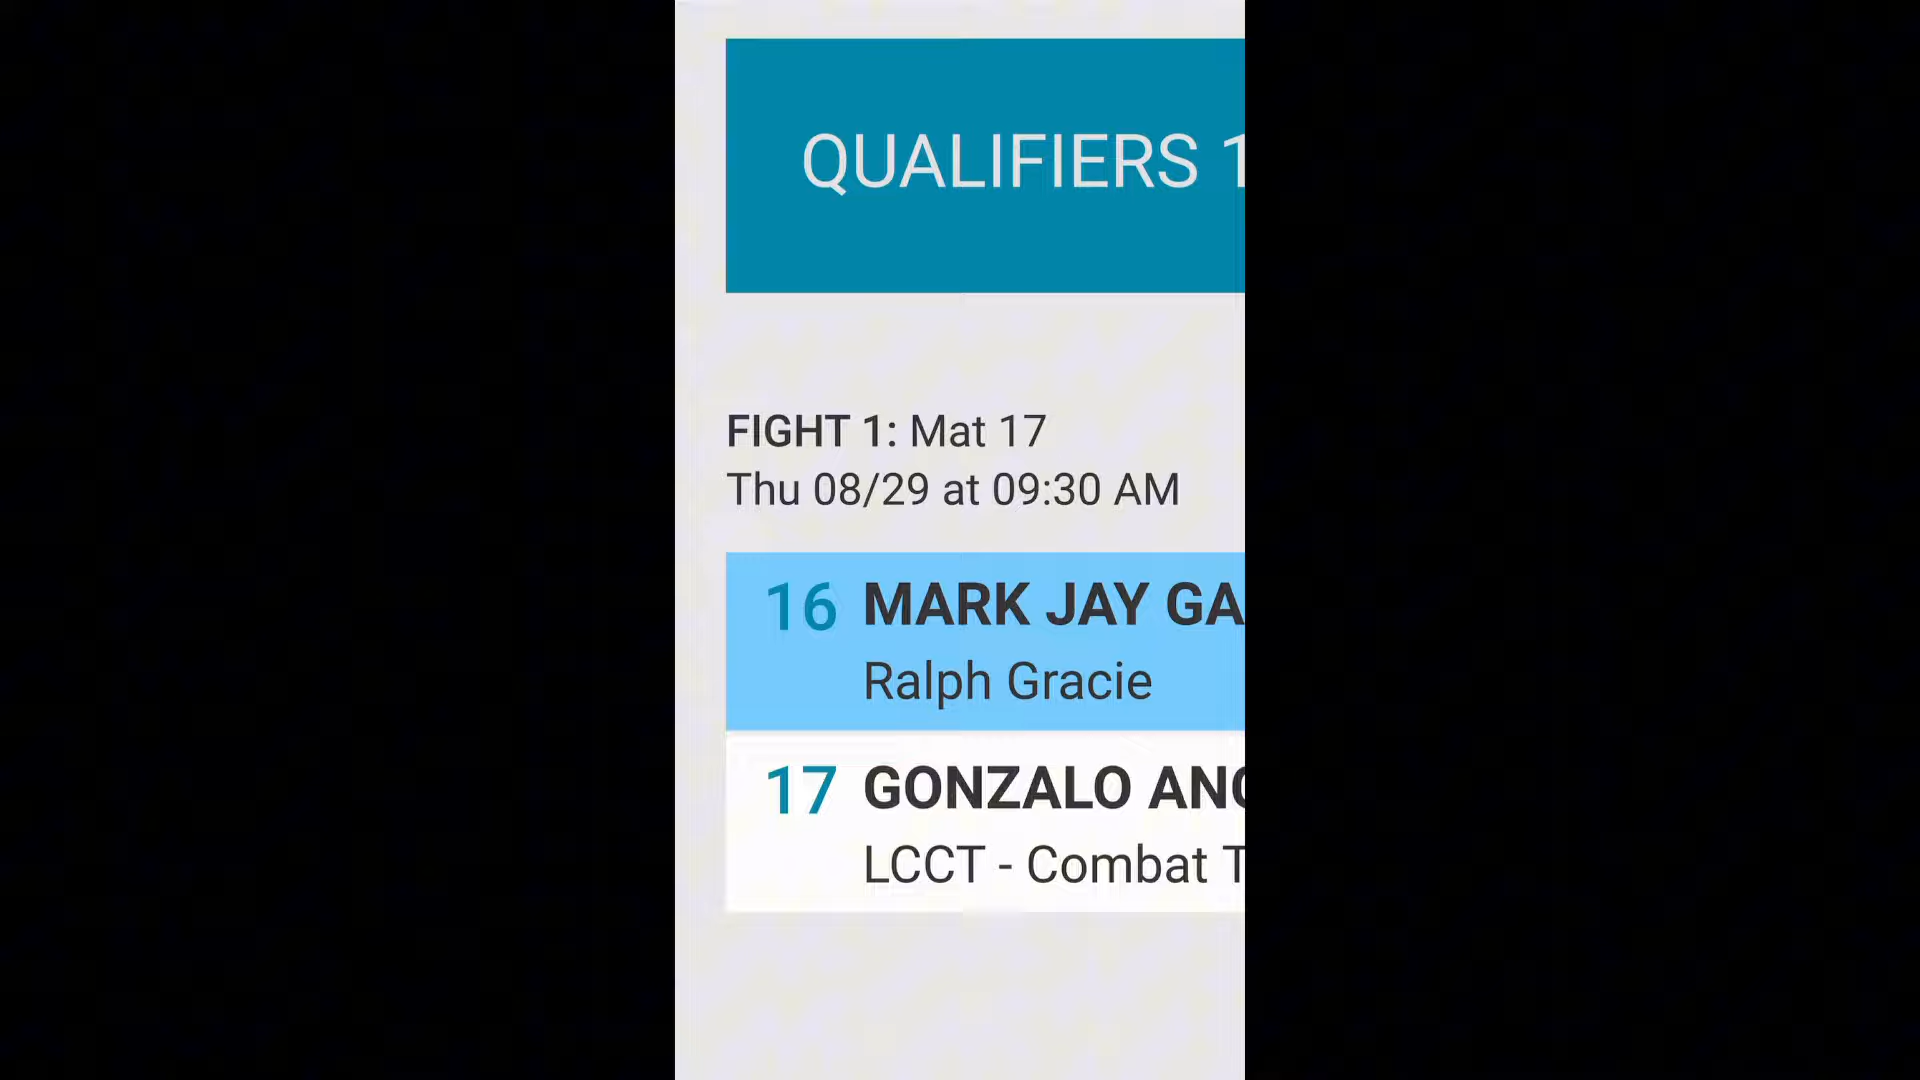 QUALIFIERS 1
FIGHT 1: Mat 17
Thu 08/29 at 09:30 AM
16 MARK JAY GA
Ralph Gracie
17 GONZALO AN
LCCT - Combat T